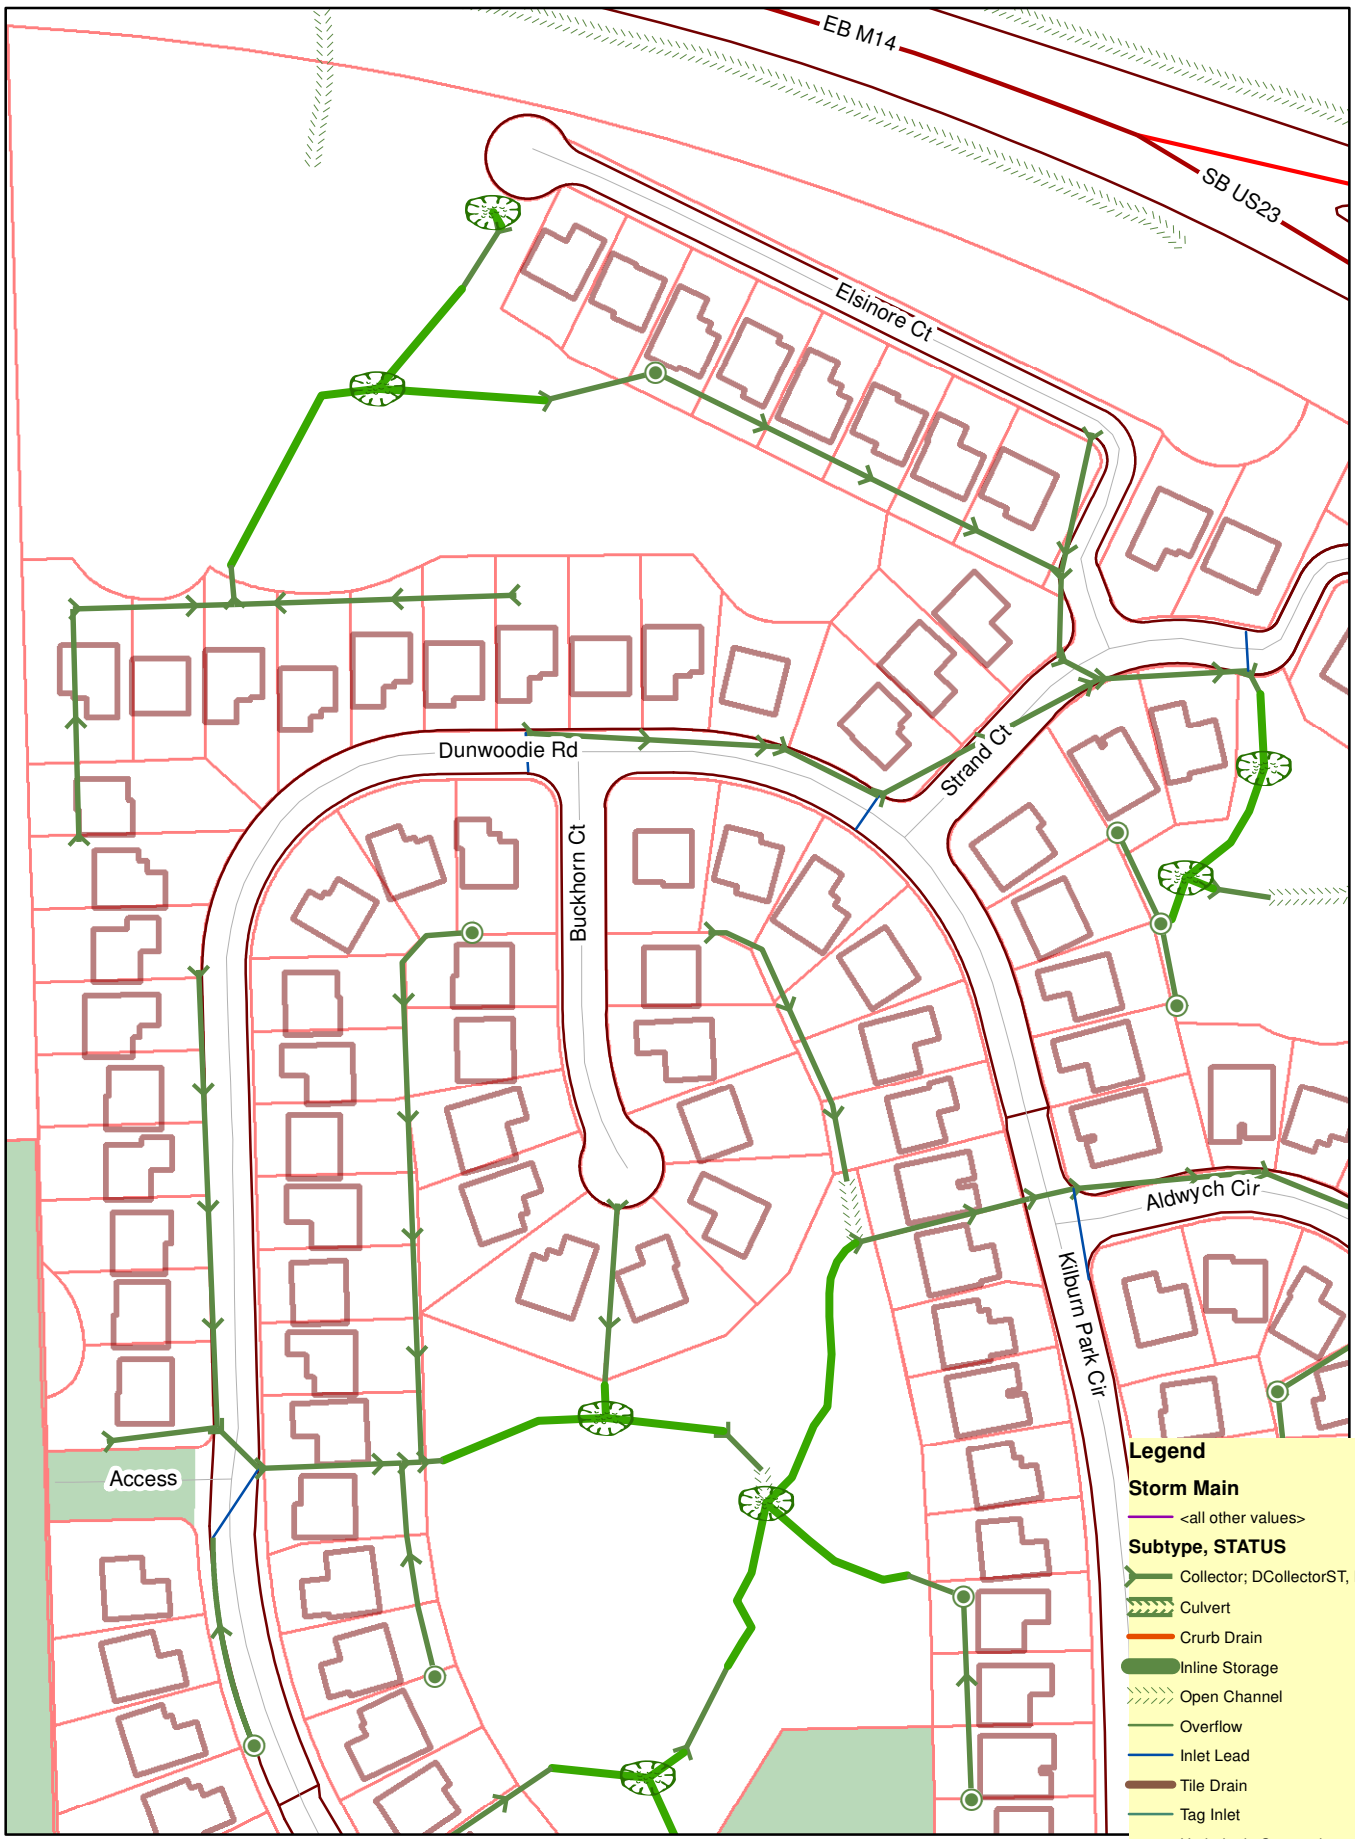 EB M14
SB US23
Elsinore Ct
Dunwoodie Rd
Strand Ct
Buckhorn Ct
Aldwych Cir
Kilburn Park Cir
Access
Legend
Storm Main
<all other values>
Subtype, STATUS
Collector; DCollectorST,
Culvert
Crurb Drain
Inline Storage
Open Channel
Overflow
Inlet Lead
Tile Drain
Tag Inlet